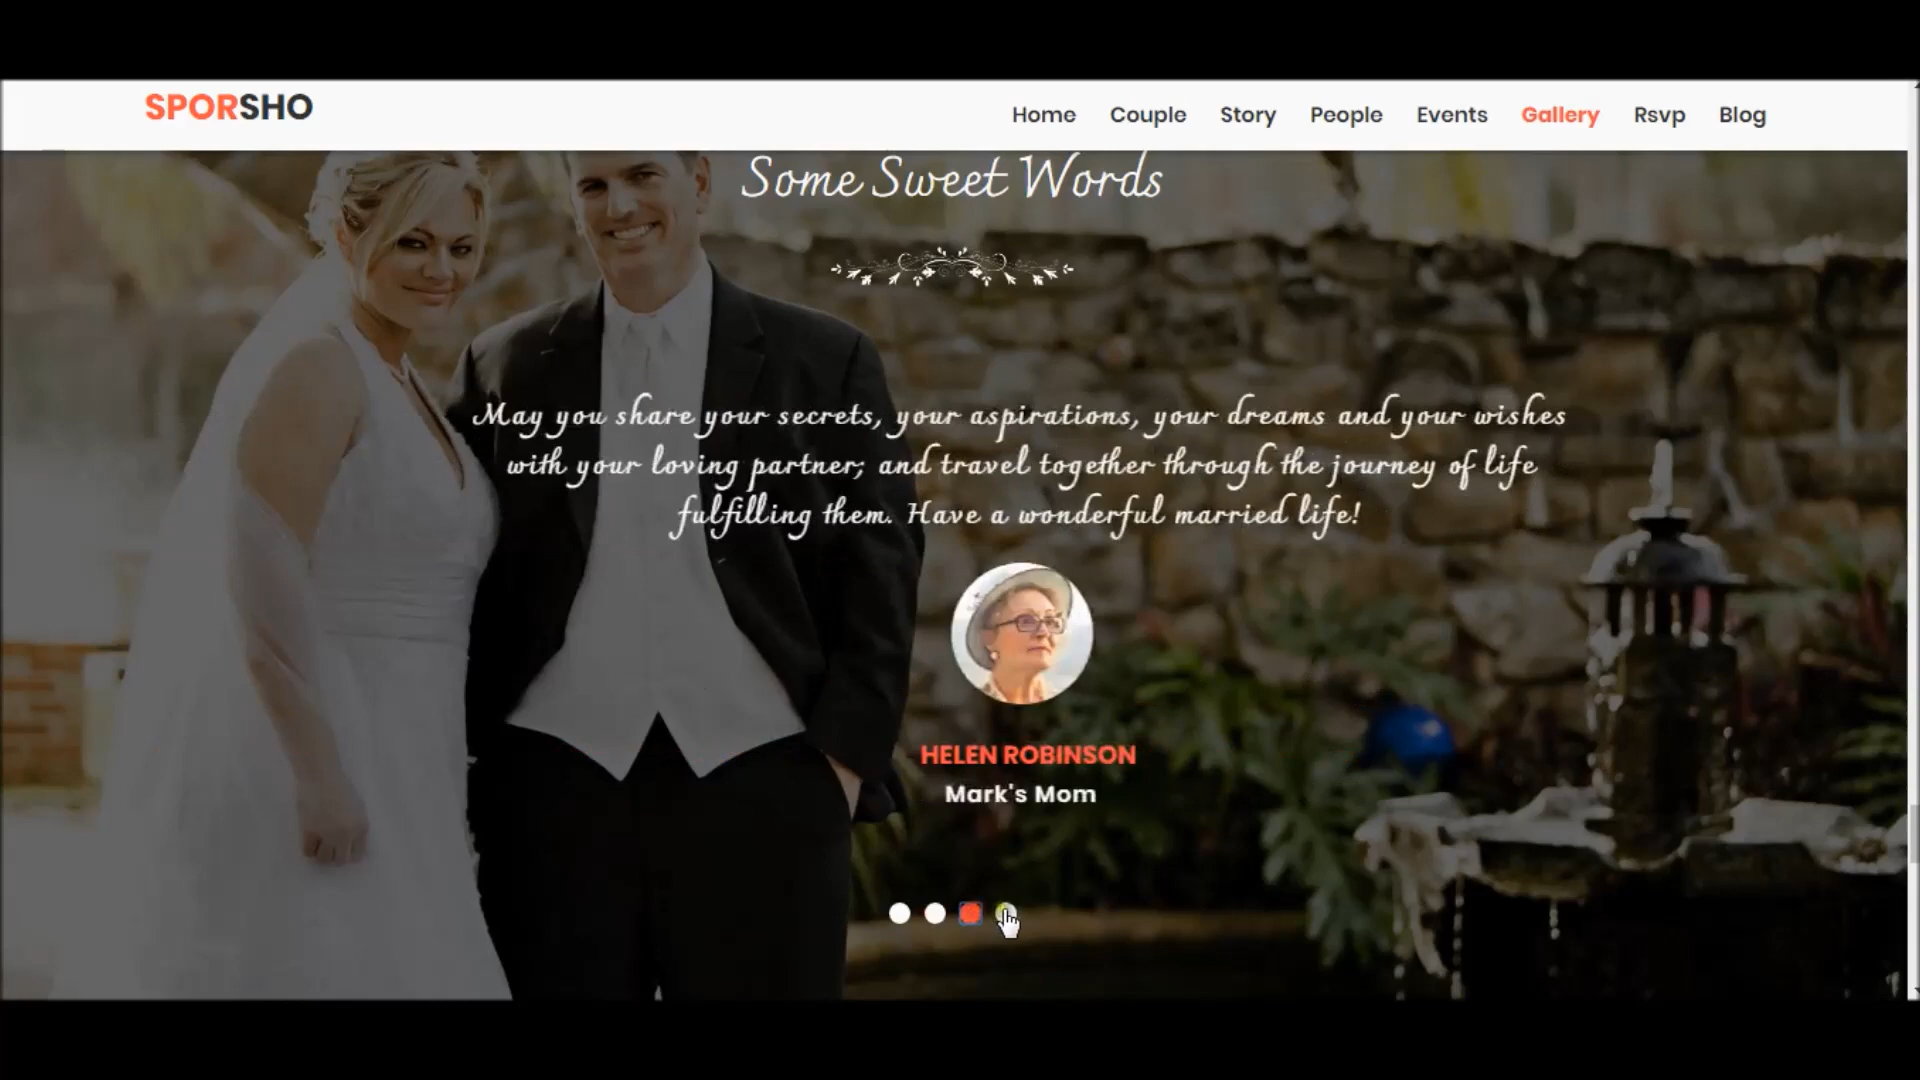 SPORSHO
Home Couple Story People Events Gallery Rsvp Blog
Some Sweet Words
May you share your secrets, your aspirations, your dreams and your wishes
with your loving partner; and travel together through the journey of life
fulfilling them. Have a wonderful married life!
HELEN ROBINSON
Mark's Mom